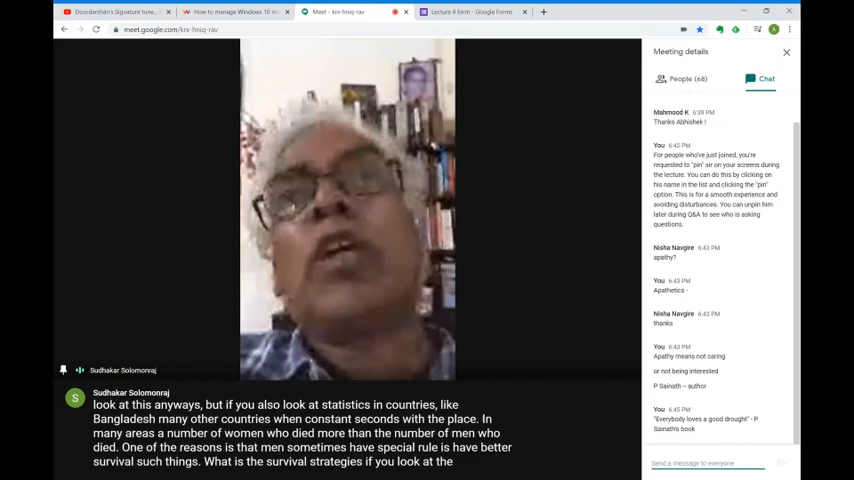 Doordarshan's Signature tune...
How to manage Windows 10 n
Meet - krx-hniq-rav
Lecture 4 form - Google Forms
meet.google.com/krx-hniq-rav
Meeting details
People (68)
Chat
Mahmood K 6:39 PM
Thanks Abhishek !
You 6:42 PM
For people who've just joined, you're
requested to "pin" sir on your screens during
the lecture. You can do this by clicking on
his name in the list and clicking the "pin"
option. This is for a smooth experience and
avoiding disturbances. You can unpin him
later during Q&A to see who is asking
questions.
Nisha Navgire 6:43 PM
apathy?
You 6:43 PM
Apathetics -
Nisha Navgire 6:43 PM
thanks
You 6:43 PM
Apathy means not caring
or not being interested
P Sainath -- author
You 6:45 PM
"Everybody loves a good drought" - P
Sainath's book
Send a message to everyone
Sudhakar Solomonraj
S
Sudhakar Solomonraj
look at this anyways, but if you also look at statistics in countries, like
Bangladesh many other countries when constant seconds with the place. In
many areas a number of women who died more than the number of men who
died. One of the reasons is that men sometimes have special rule is have better
survival such things. What is the survival strategies if you look at the